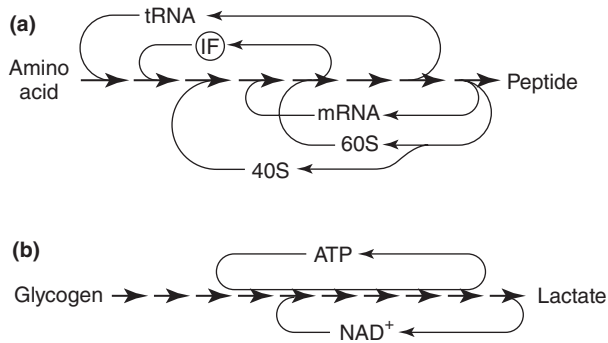 (a)
tRNA
IF
Amino
acid
Peptide
mRNA
60S
40S
(b)
ATP
Glycogen
Lactate
NAD⁺